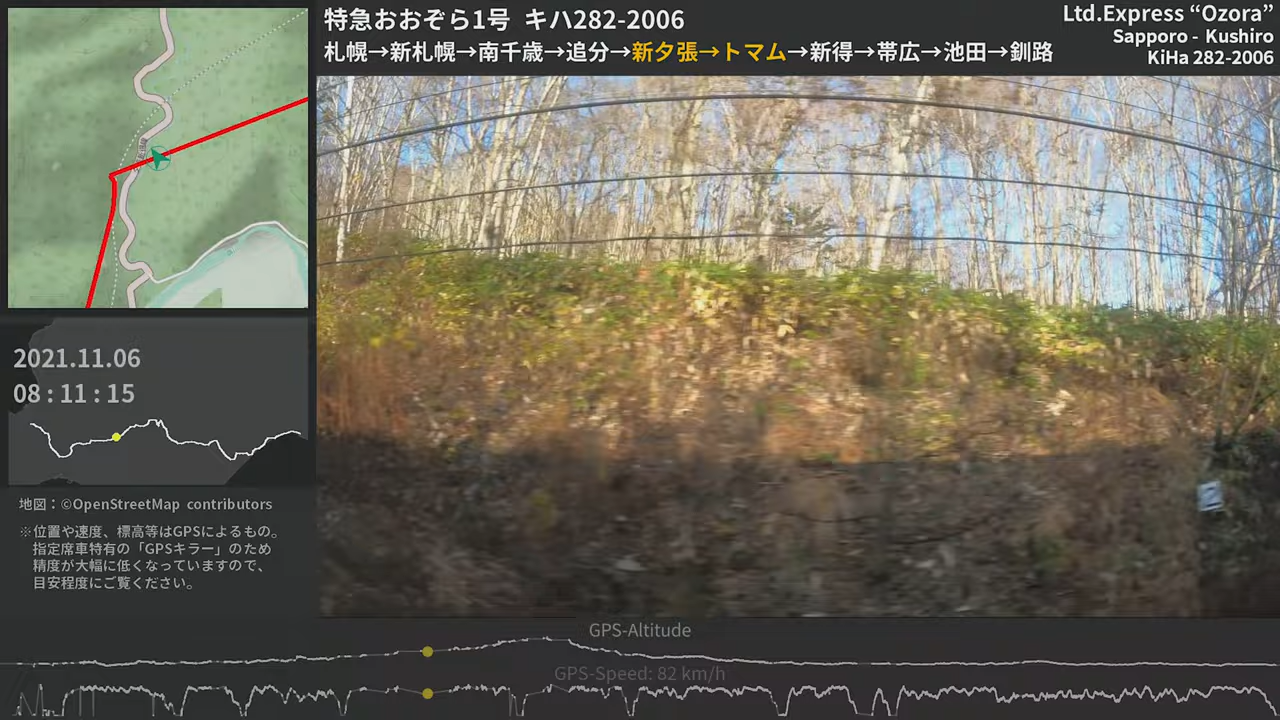 特急おおぞら1号 キハ282-2006
札幌→新札幌→南千歳→追分→新夕張→トマム→新得→帯広→池田→釧路
Ltd.Express “Ozora”
Sapporo - Kushiro
KiHa 282-2006
2021.11.06
08:11:15
地図：©OpenStreetMap contributors
※位置や速度、標高等はGPSによるもの。
指定席車特有の「GPSキラー」のため
精度が大幅に低くなっていますので、
目安程度にご覧ください。
GPS-Altitude
GPS-Speed: 82 km/h